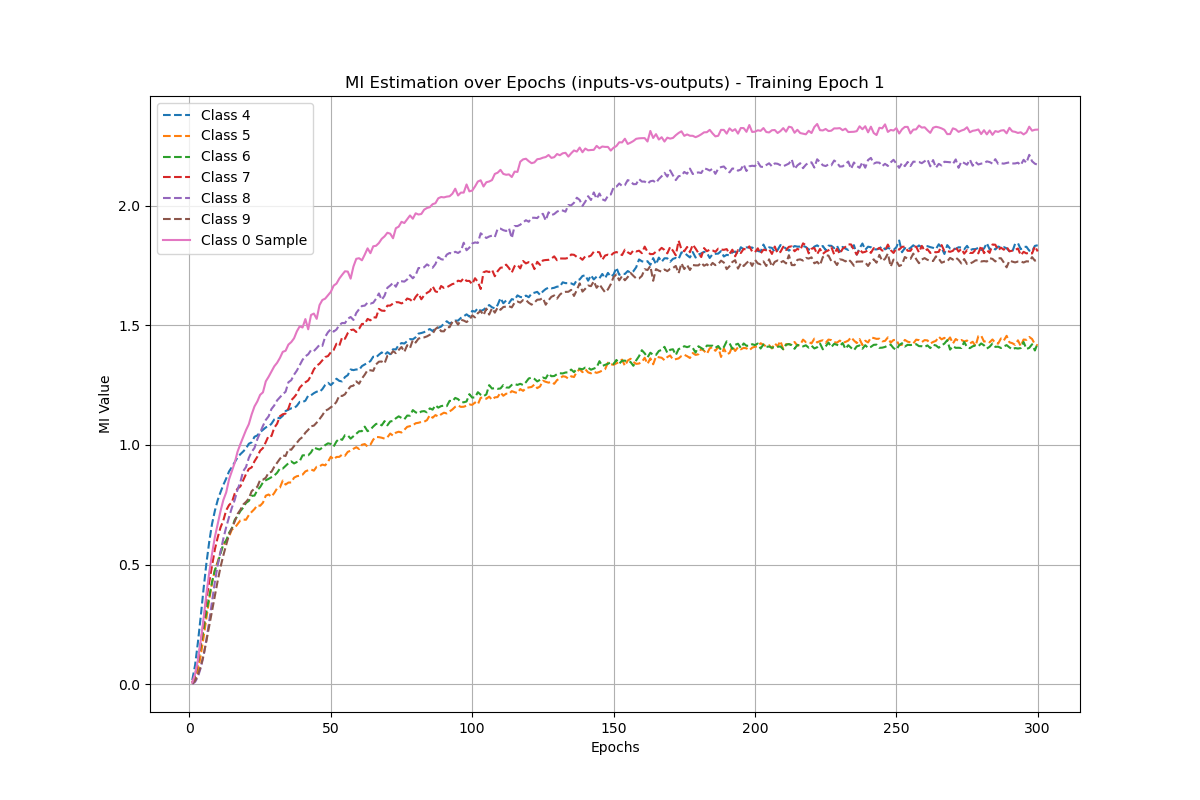 MI Estimation over Epochs (inputs-vs-outputs) - Training Epoch 1
Class 4
Class 5
Class 6
Class 7
Class 8
Class 9
Class 0 Sample
MI Value
2.0
1.5
1.0
0.5
0.0
0 50 100 150 200 250 300
Epochs